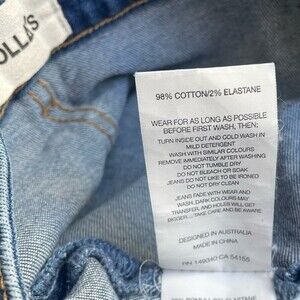 OLLA'S
98% COTTON/2% ELASTANE
WEAR FOR AS LONG AS POSSIBLE
BEFORE FIRST WASH, THEN:
TURN INSIDE OUT AND COLD WASH IN
MILD DETERGENT
WASH WITH SIMILAR COLOURS
REMOVE IMMEDIATELY AFTER WASHING
DO NOT TUMBLE DRY
DO NOT BLEACH OR SOAK
JEANS DO NOT LIKE TO BE IRONED
DO NOT DRY CLEAN
JEANS FADE WITH WEAR AND
WASH. DARK COLOURS MAY
TRANSFER, AND HOLES WILL GET
BIGGER... TAKE CARE AND BE AWARE.
DESIGNED IN AUSTRALIA
MADE IN CHINA
RN 149340 CA 54155